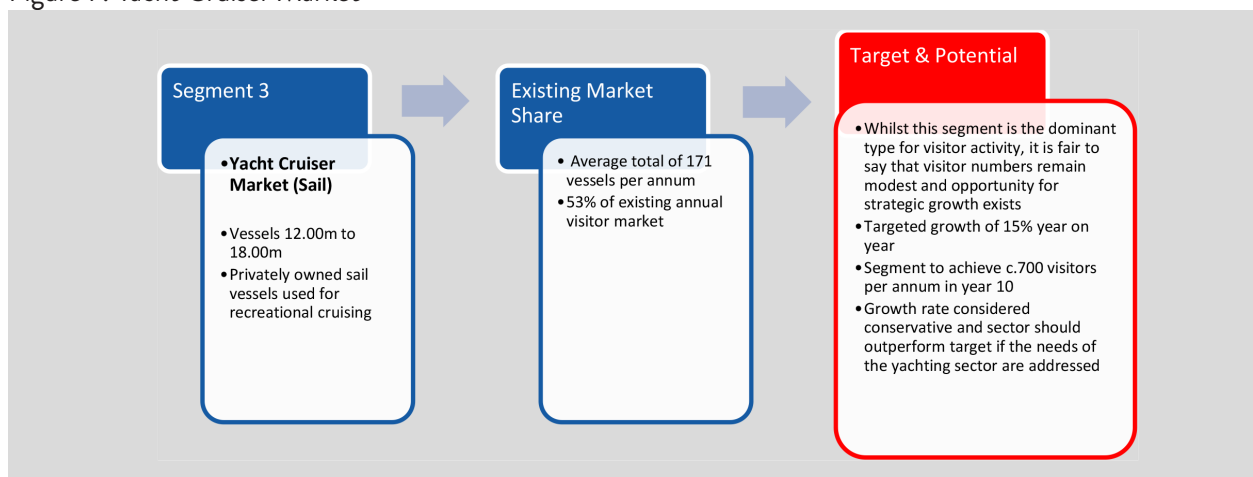 Figure 7: Yacht Cruiser Market
Segment 3
•Yacht Cruiser
Market (Sail)
•Vessels 12.00m to
18.00m
•Privately owned sail
vessels used for
recreational cruising
Existing Market
Share
• Average total of 171
vessels per annum
•53% of existing annual
visitor market
Target & Potential
•Whilst this segment is the dominant
type for visitor activity, it is fair to
say that visitor numbers remain
modest and opportunity for
strategic growth exists
•Targeted growth of 15% year on
year
•Segment to achieve c.700 visitors
per annum in year 10
•Growth rate considered
conservative and sector should
outperform target if the needs of
the yachting sector are addressed